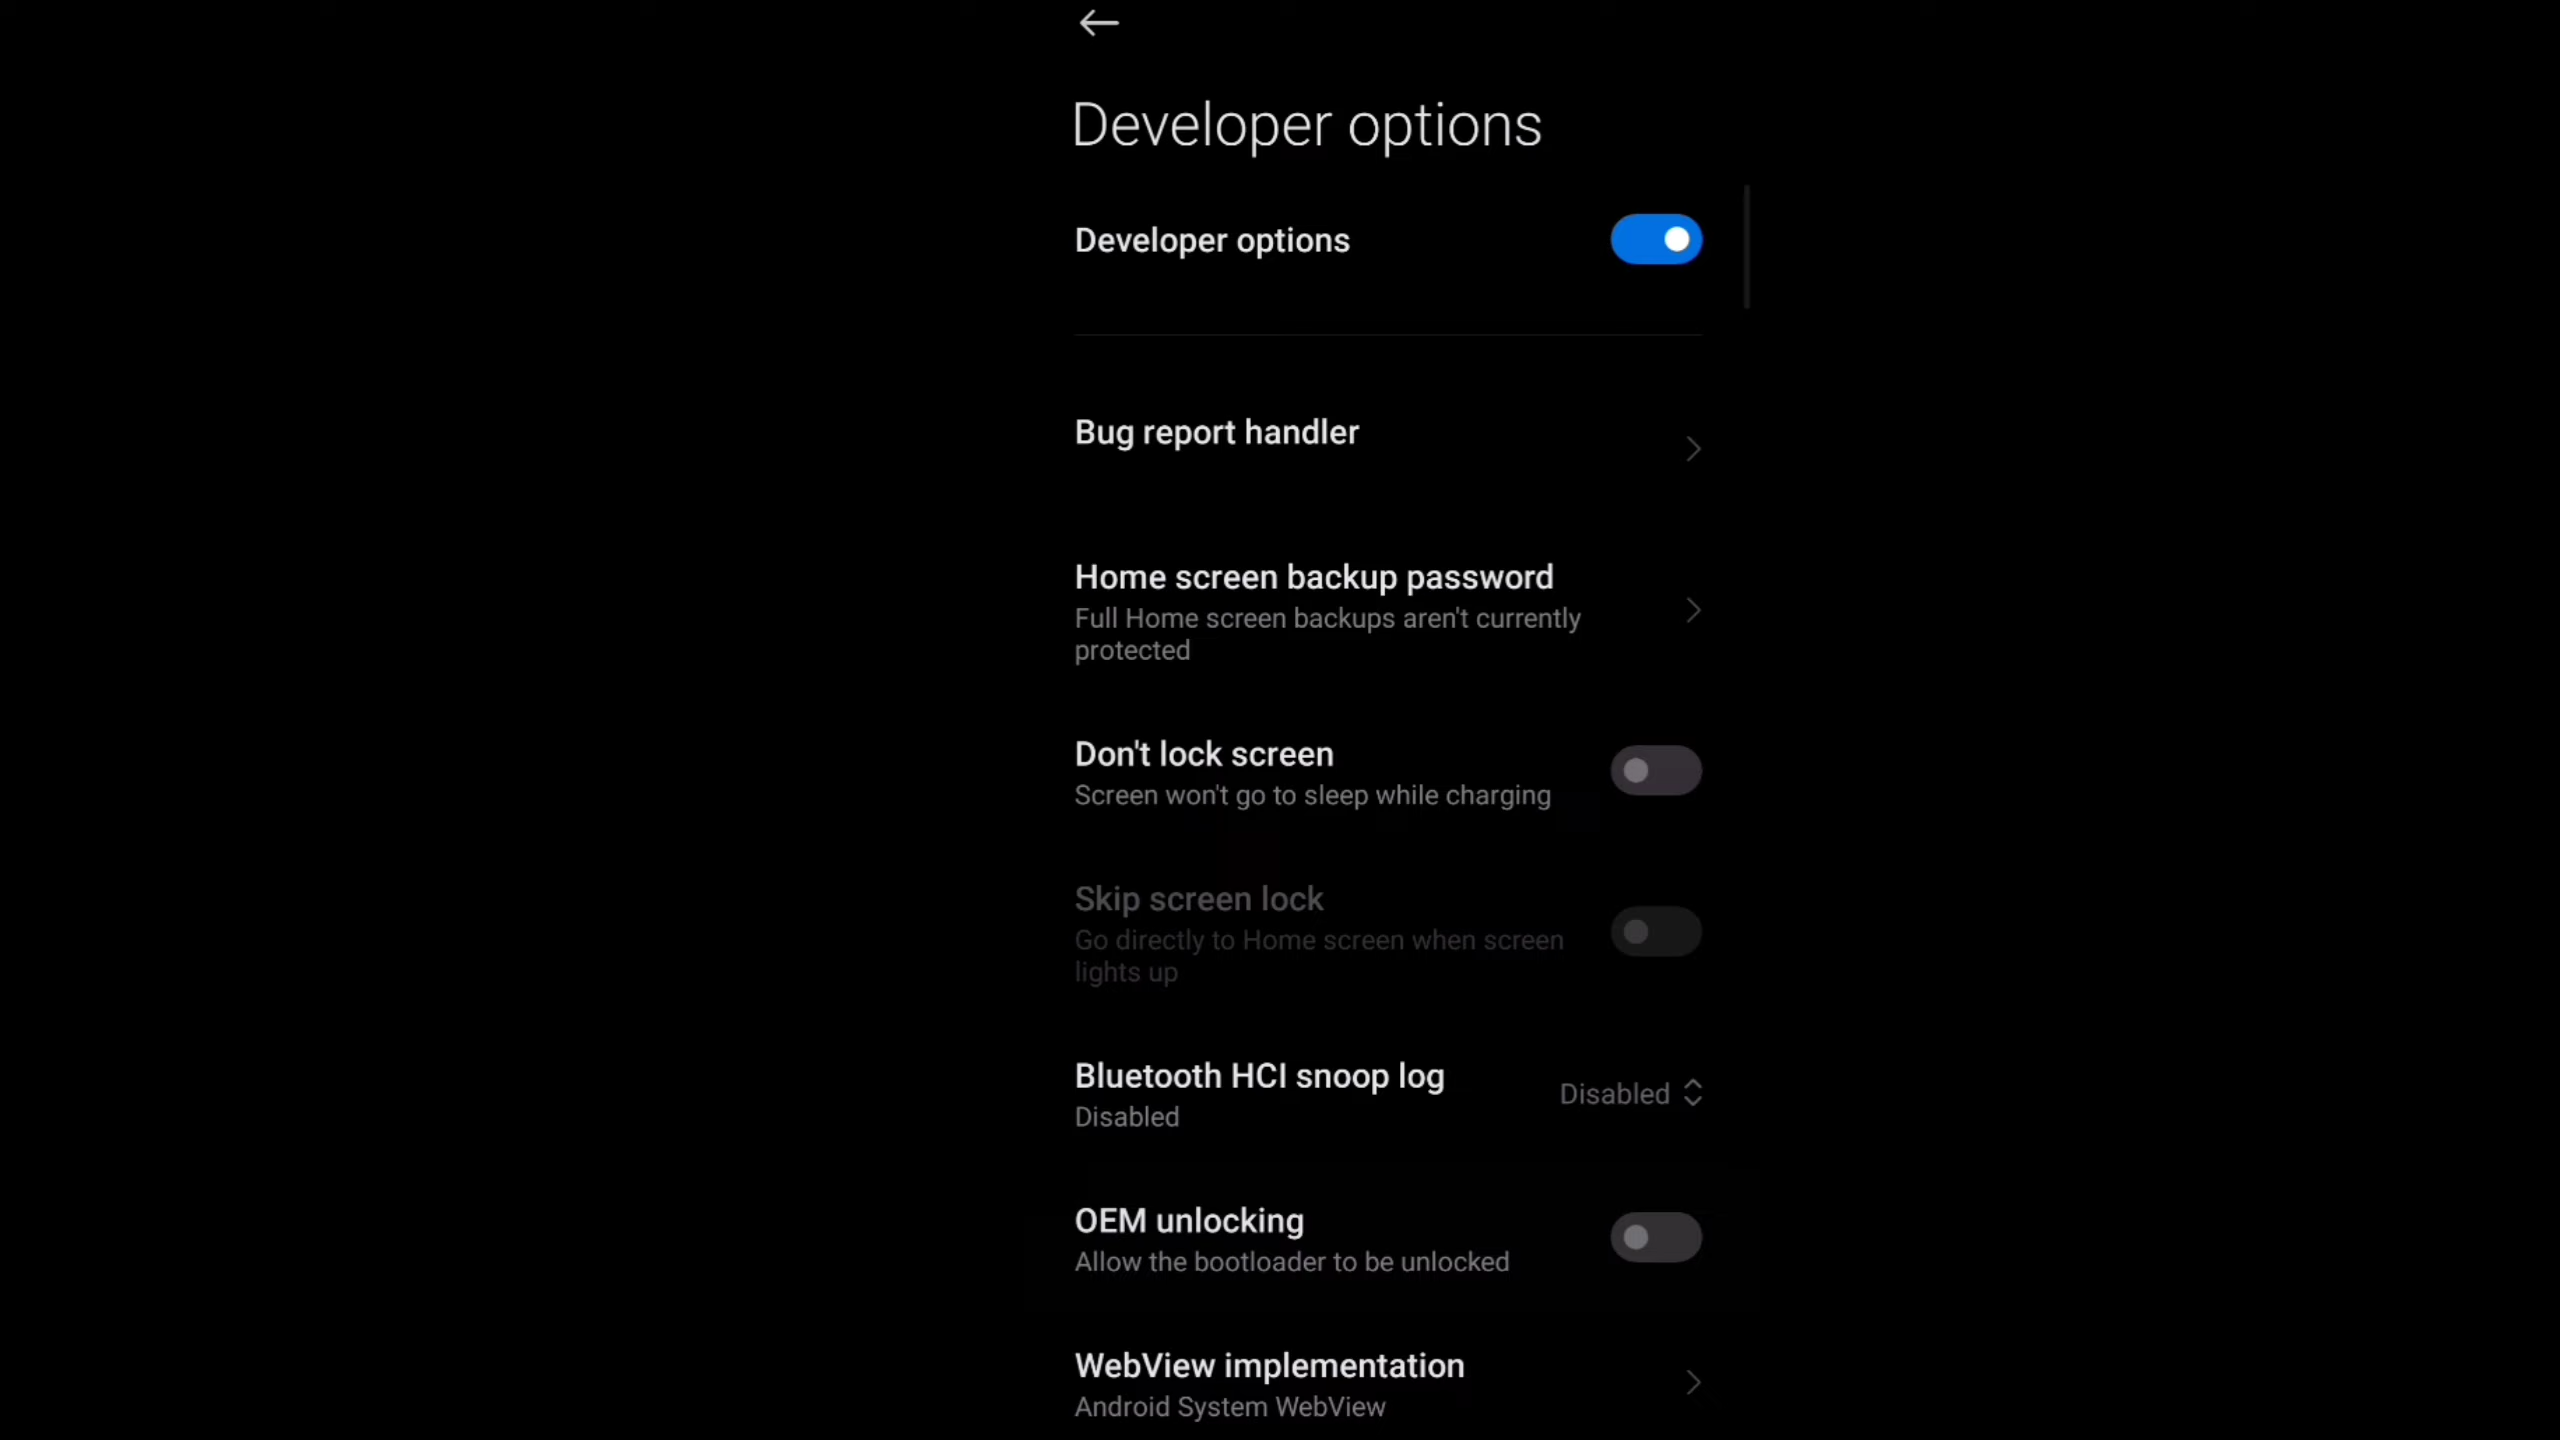 Developer options
Developer options
Bug report handler
Home screen backup password
Full Home screen backups aren't currently
protected
Don't lock screen
Screen won't go to sleep while charging
Skip screen lock
Go directly to Home screen when screen
lights up
Bluetooth HCI snoop log
Disabled
Disabled
OEM unlocking
Allow the bootloader to be unlocked
WebView implementation
Android System WebView